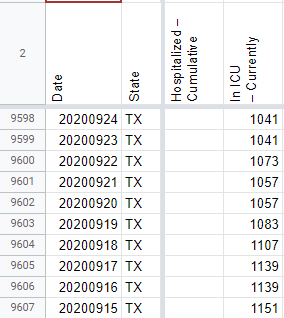 2 Date State Hospitalized – Cumulative In ICU – Currently
9598 20200924 TX 1041
9599 20200923 TX 1041
9600 20200922 TX 1073
9601 20200921 TX 1057
9602 20200920 TX 1057
9603 20200919 TX 1083
9604 20200918 TX 1107
9605 20200917 TX 1139
9606 20200916 TX 1139
9607 20200915 TX 1151